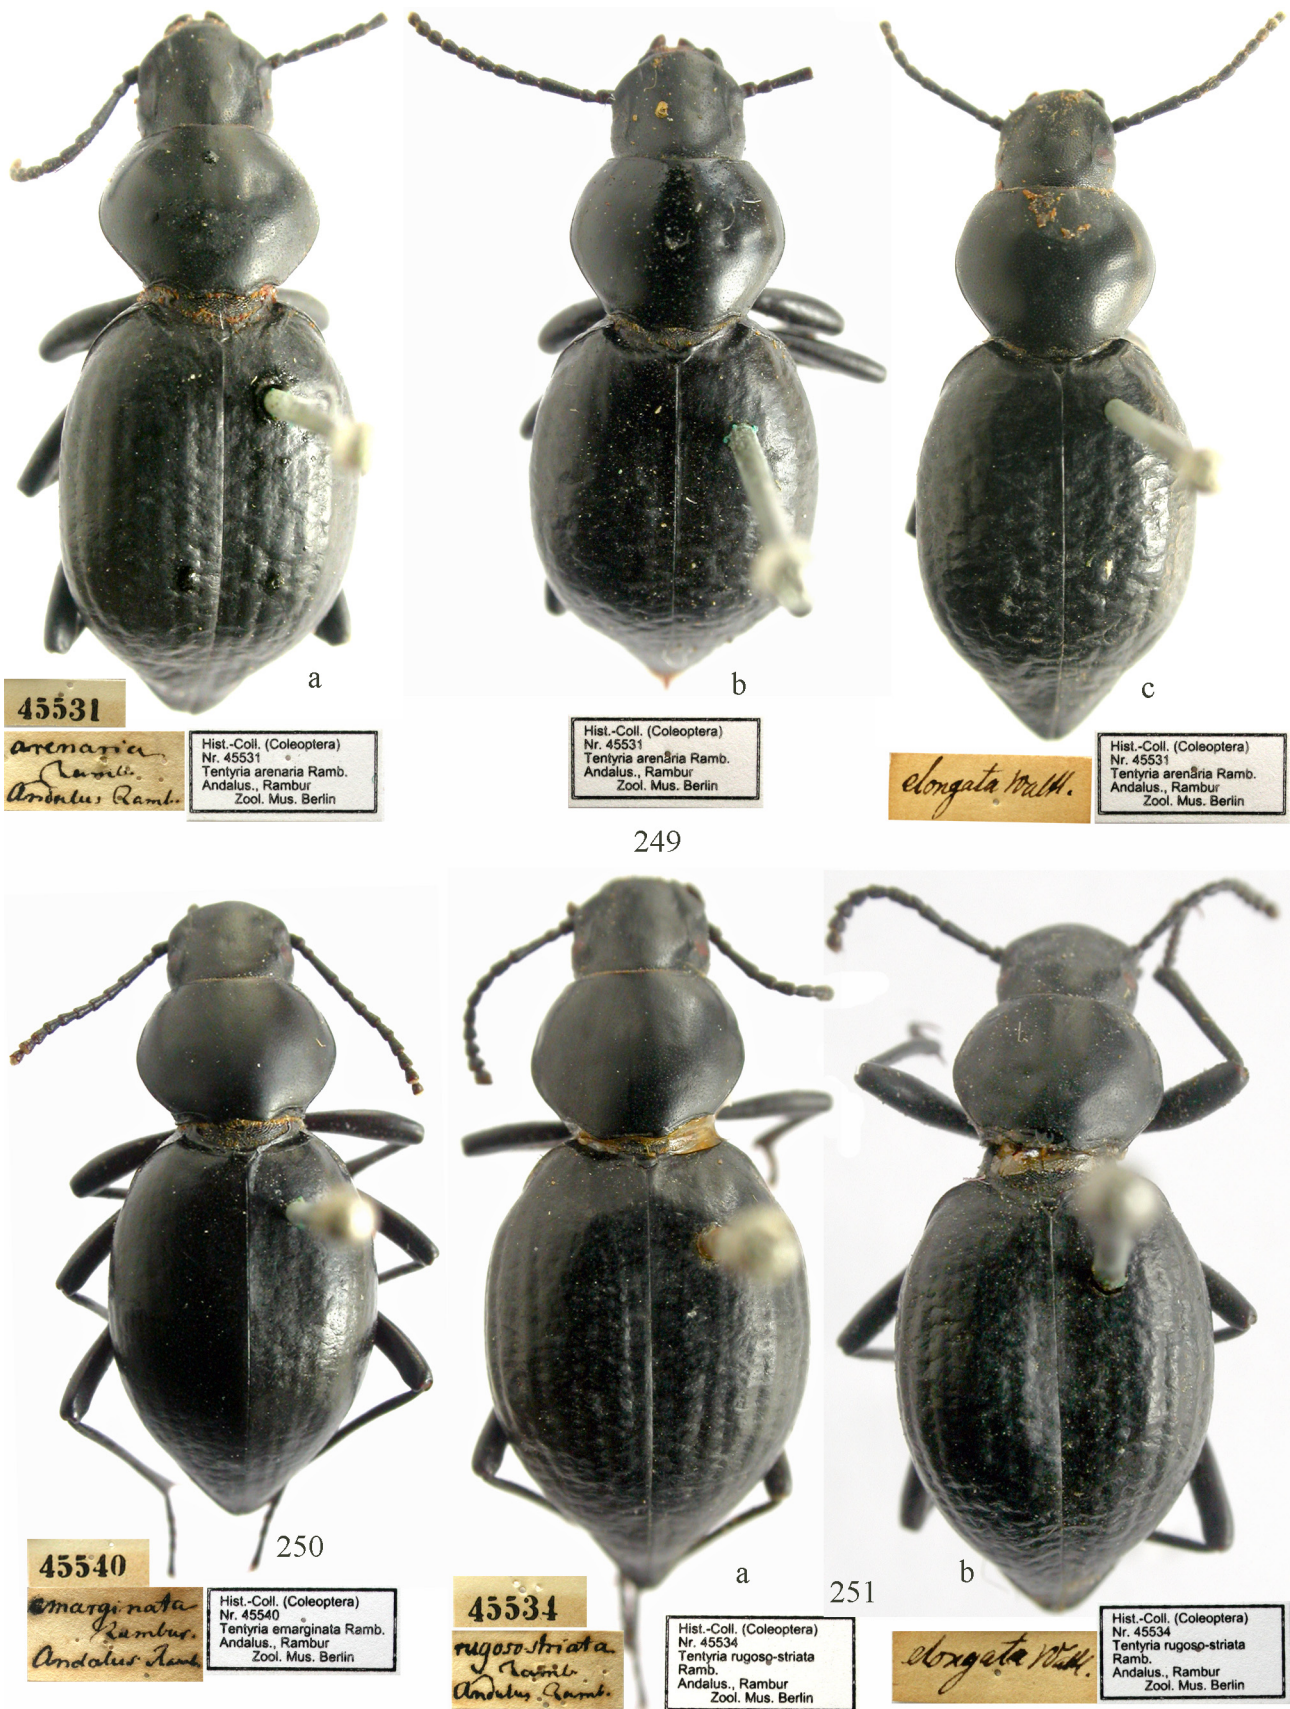 a
b
c
45531
arenaria
Ramb.
Andalus Ramb.
Hist.-Coll. (Coleoptera)
Nr. 45531
Tentyria arenaria Ramb.
Andalus., Rambur
Zool. Mus. Berlin
Hist.-Coll. (Coleoptera)
Nr. 45531
Tentyria arenaria Ramb.
Andalus., Rambur
Zool. Mus. Berlin
elongata Waltl.
Hist.-Coll. (Coleoptera)
Nr. 45531
Tentyria arenaria Ramb.
Andalus., Rambur
Zool. Mus. Berlin
249
250
45540
emarginata
Rambur.
Andalus Ramb.
Hist.-Coll. (Coleoptera)
Nr. 45540
Tentyria emarginata Ramb.
Andalus., Rambur
Zool. Mus. Berlin
a
251
b
45534
rugosostriata
Ramb.
Andalus Ramb.
Hist.-Coll. (Coleoptera)
Nr. 45534
Tentyria rugoso-striata
Ramb.
Andalus., Rambur
Zool. Mus. Berlin
elongata Waltl.
Hist.-Coll. (Coleoptera)
Nr. 45534
Tentyria rugoso-striata
Ramb.
Andalus., Rambur
Zool. Mus. Berlin